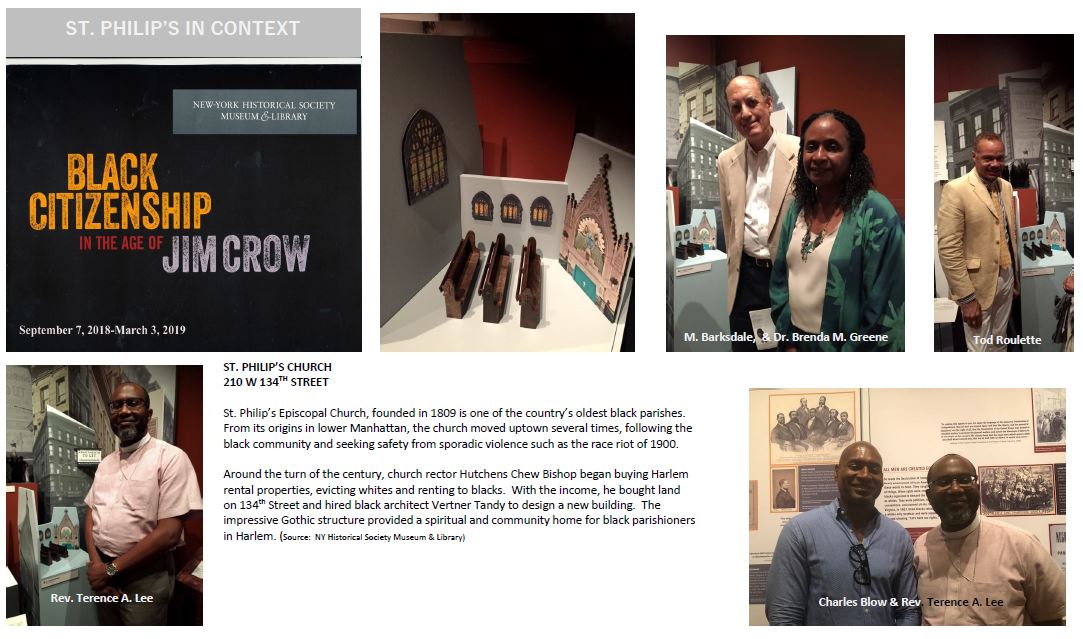 ST. PHILIP'S IN CONTEXT
NEW-YORK HISTORICAL SOCIETY
MUSEUM & LIBRARY
BLACK
CITIZENSHIP
IN THE AGE OF
JIM CROW
September 7, 2018-March 3, 2019
M. Barksdale, & Dr. Brenda M. Greene
Tod Roulette
Rev. Terence A. Lee
ST. PHILIP'S CHURCH
210 W 134TH STREET
St. Philip's Episcopal Church, founded in 1809 is one of the country's oldest black parishes.
From its origins in lower Manhattan, the church moved uptown several times, following the
black community and seeking safety from sporadic violence such as the race riot of 1900.
Around the turn of the century, church rector Hutchens Chew Bishop began buying Harlem
rental properties, evicting whites and renting to blacks. With the income, he bought land
on 134th Street and hired black architect Vertner Tandy to design a new building. The
impressive Gothic structure provided a spiritual and community home for black parishioners
in Harlem. (Source: NY Historical Society Museum & Library)
ALL MEN ARE CREATED
Charles Blow & Rev. Terence A. Lee